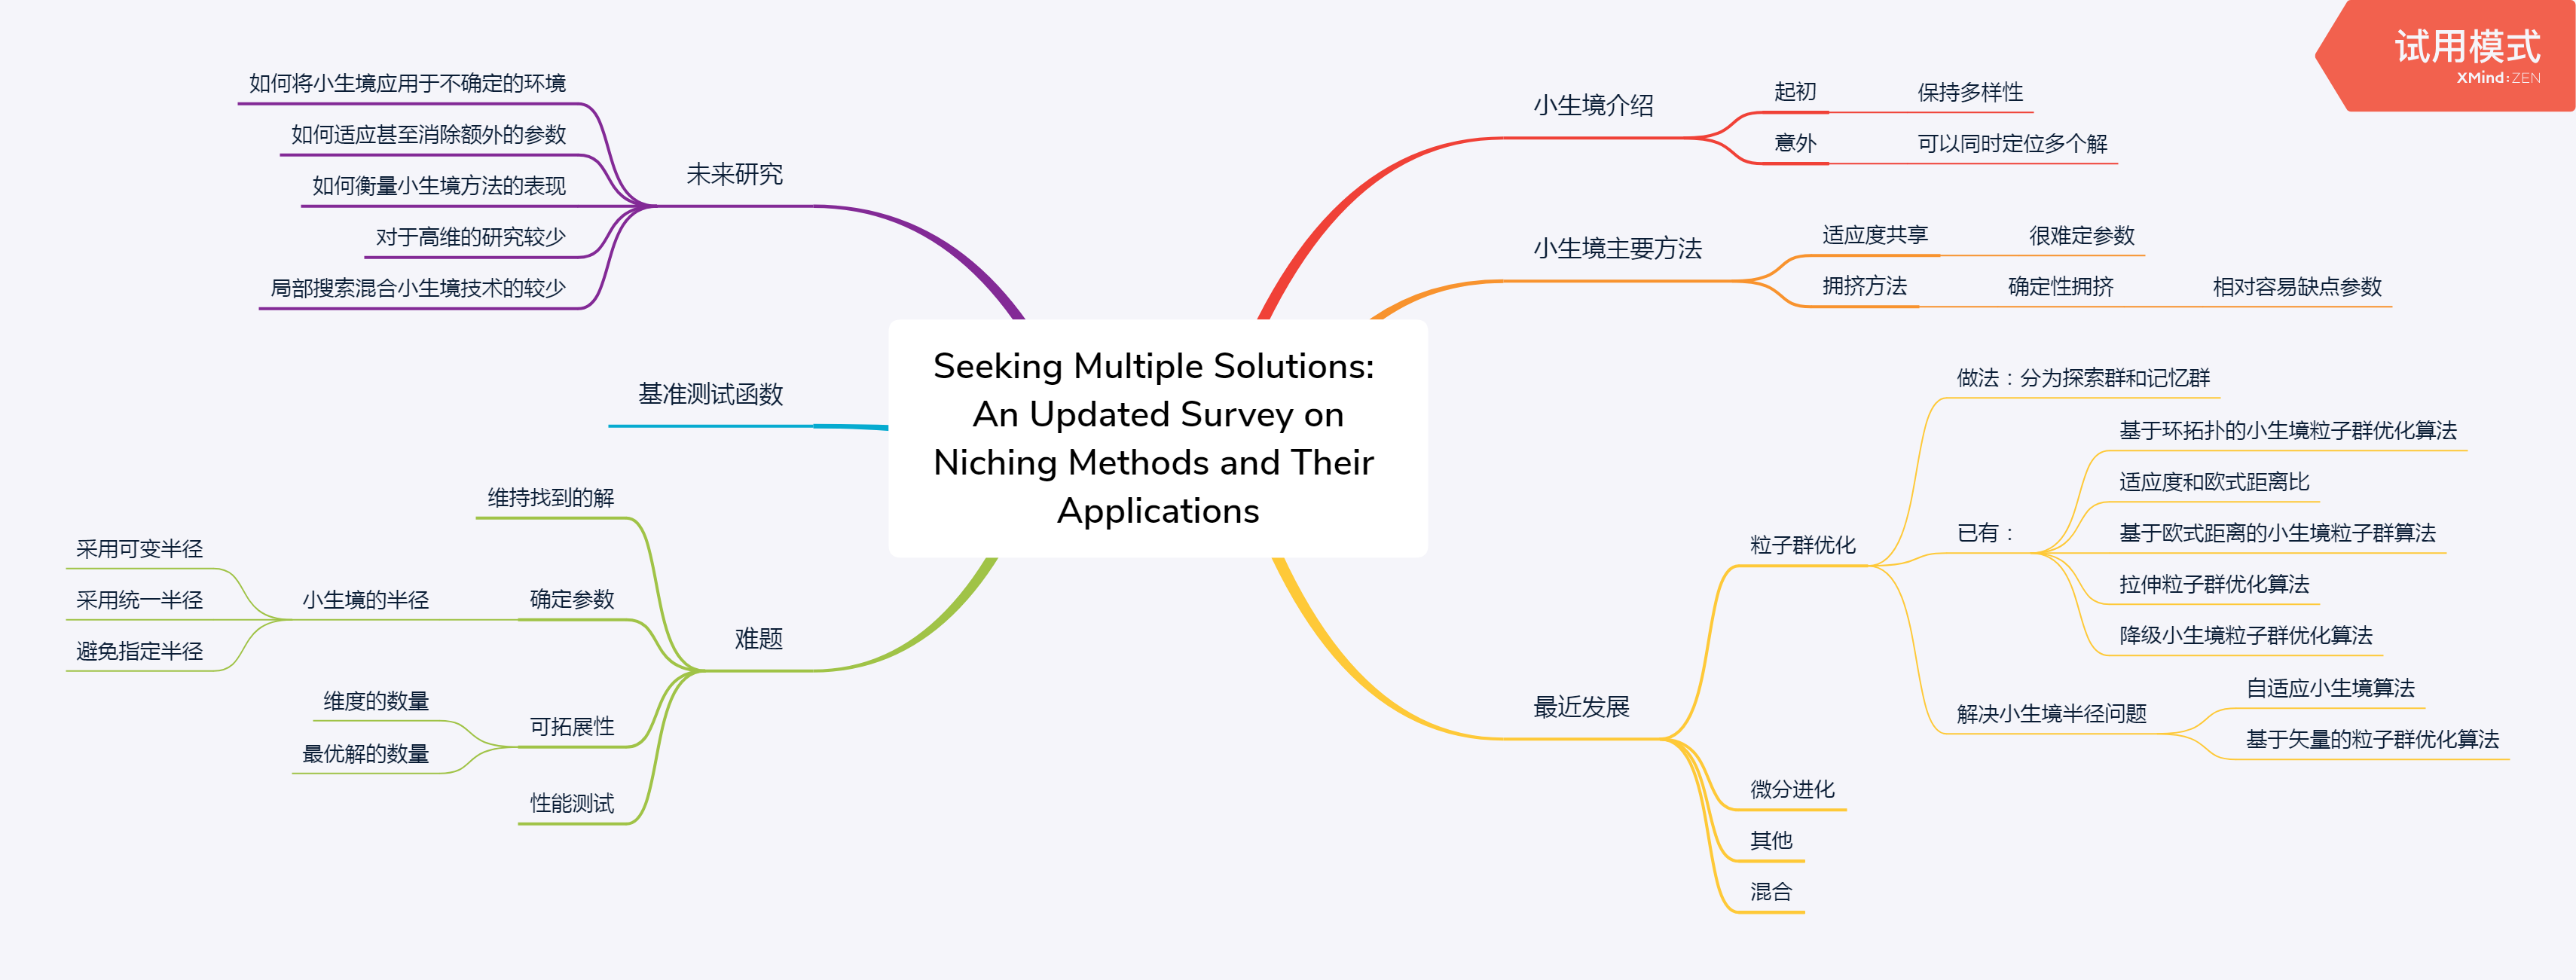 Seeking Multiple Solutions:
An Updated Survey on
Niching Methods and Their
Applications
小生境介绍
起初
保持多样性
意外
可以同时定位多个解
小生境主要方法
适应度共享
很难定参数
拥挤方法
确定性拥挤
相对容易缺点参数
最近发展
粒子群优化
做法：分为探索群和记忆群
已有：
基于环拓扑的小生境粒子群优化算法
适应度和欧式距离比
基于欧式距离的小生境粒子群算法
拉伸粒子群优化算法
降级小生境粒子群优化算法
解决小生境半径问题
自适应小生境算法
基于矢量的粒子群优化算法
微分进化
其他
混合
未来研究
如何将小生境应用于不确定的环境
如何适应甚至消除额外的参数
如何衡量小生境方法的表现
对于高维的研究较少
局部搜索混合小生境技术的较少
基准测试函数
难题
维持找到的解
确定参数
小生境的半径
采用可变半径
采用统一半径
避免指定半径
可拓展性
维度的数量
最优解的数量
性能测试
试用模式
XMind:ZEN